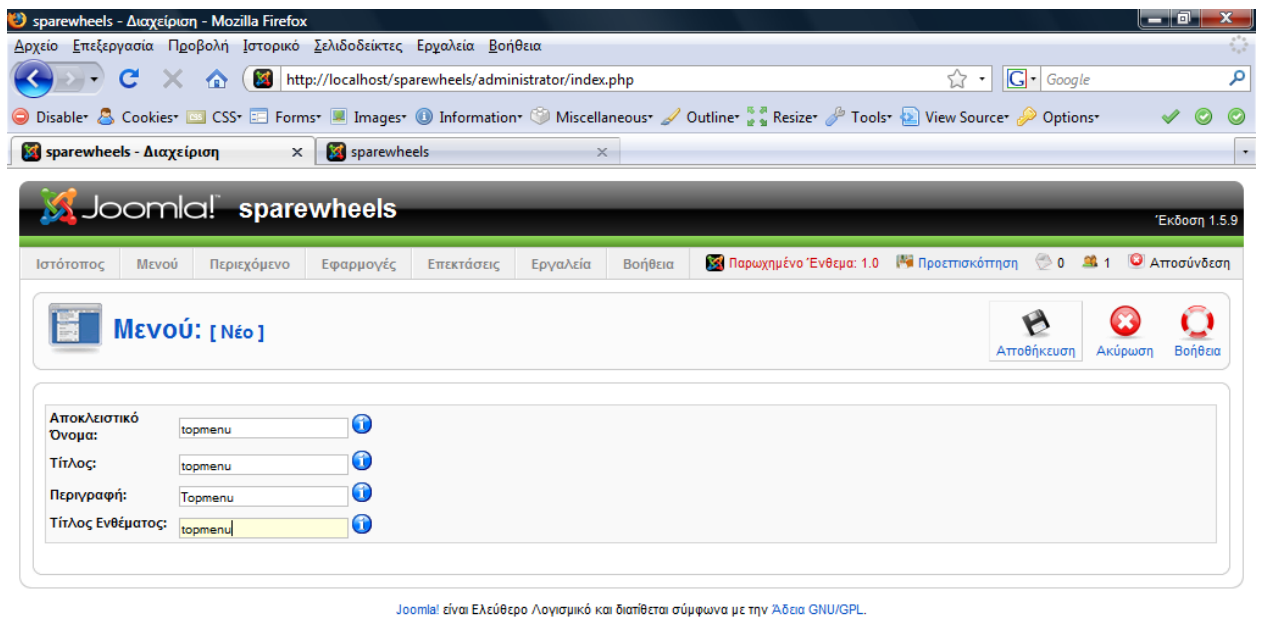 sparewheels - Διαχείριση - Mozilla Firefox
Αρχείο Επεξεργασία Προβολή Ιστορικό Σελιδοδείκτες Εργαλεία Βοήθεια
http://localhost/sparewheels/administrator/index.php G Google
Disable Cookies CSS Forms Images Information Miscellaneous Outline Resize Tools View Source Options
sparewheels - Διαχείριση sparewheels
Joomla! sparewheels
Έκδοση 1.5.9
Ιστότοπος Μενού Περιεχόμενο Εφαρμογές Επεκτάσεις Εργαλεία Βοήθεια Παρωχημένο Ένθεμα: 1.0 Προεπισκόπηση 0 1 Αποσύνδεση
Μενού: [ Νέο ]
Αποθήκευση Ακύρωση Βοήθεια
Αποκλειστικό
Όνομα: topmenu
Τίτλος: topmenu
Περιγραφή: Topmenu
Τίτλος Ενθέματος: topmenu
Joomla! είναι Ελεύθερο Λογισμικό και διατίθεται σύμφωνα με την Άδεια GNU/GPL.